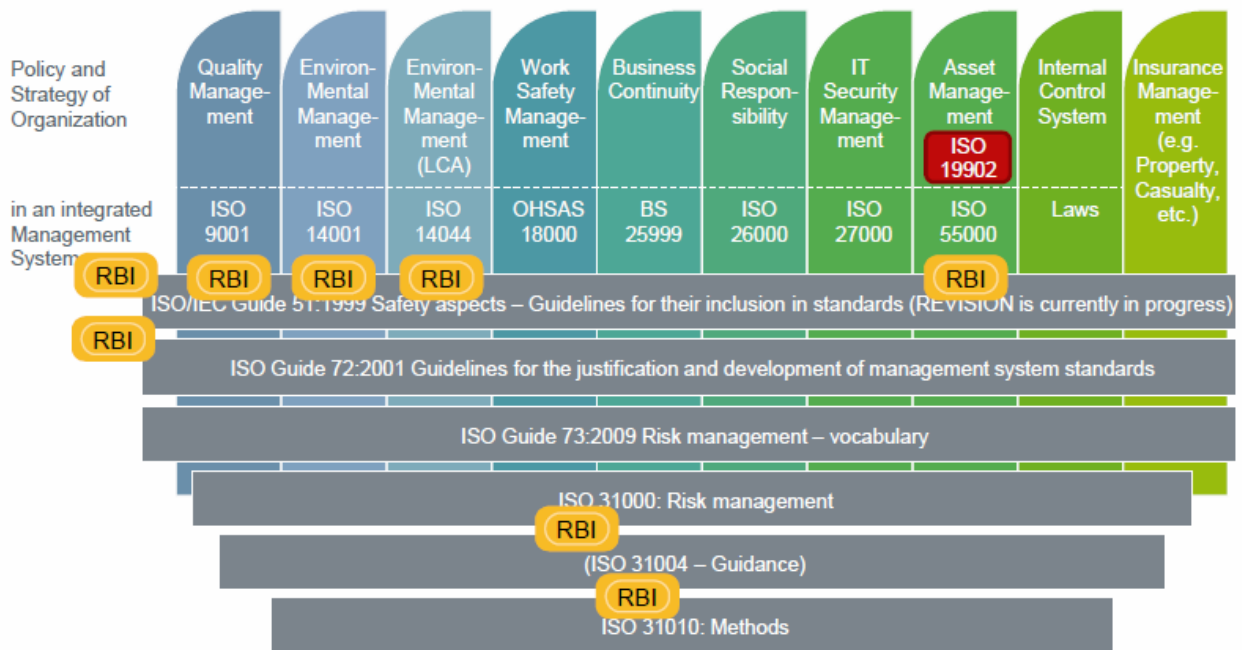 Policy and
Strategy of
Organization
Quality
Manage-
ment
Environ-
Mental
Manage-
ment
Environ-
Mental
Manage-
ment
(LCA)
Work
Safety
Manage-
ment
Business
Continuity
Social
Respon-
sibility
IT
Security
Manage-
ment
Asset
Manage-
ment
ISO
19902
Internal
Control
System
Insurance
Manage-
ment
(e.g.
Property,
Casualty,
etc.)
in an integrated
Management
System
ISO
9001
ISO
14001
ISO
14044
OHSAS
18000
BS
25999
ISO
26000
ISO
27000
ISO
55000
Laws
RBI
RBI
RBI
RBI
RBI
ISO/IEC Guide 51:1999 Safety aspects – Guidelines for their inclusion in standards (REVISION is currently in progress)
RBI
ISO Guide 72:2001 Guidelines for the justification and development of management system standards
ISO Guide 73:2009 Risk management – vocabulary
ISO 31000: Risk management
RBI
(ISO 31004 – Guidance)
RBI
ISO 31010: Methods